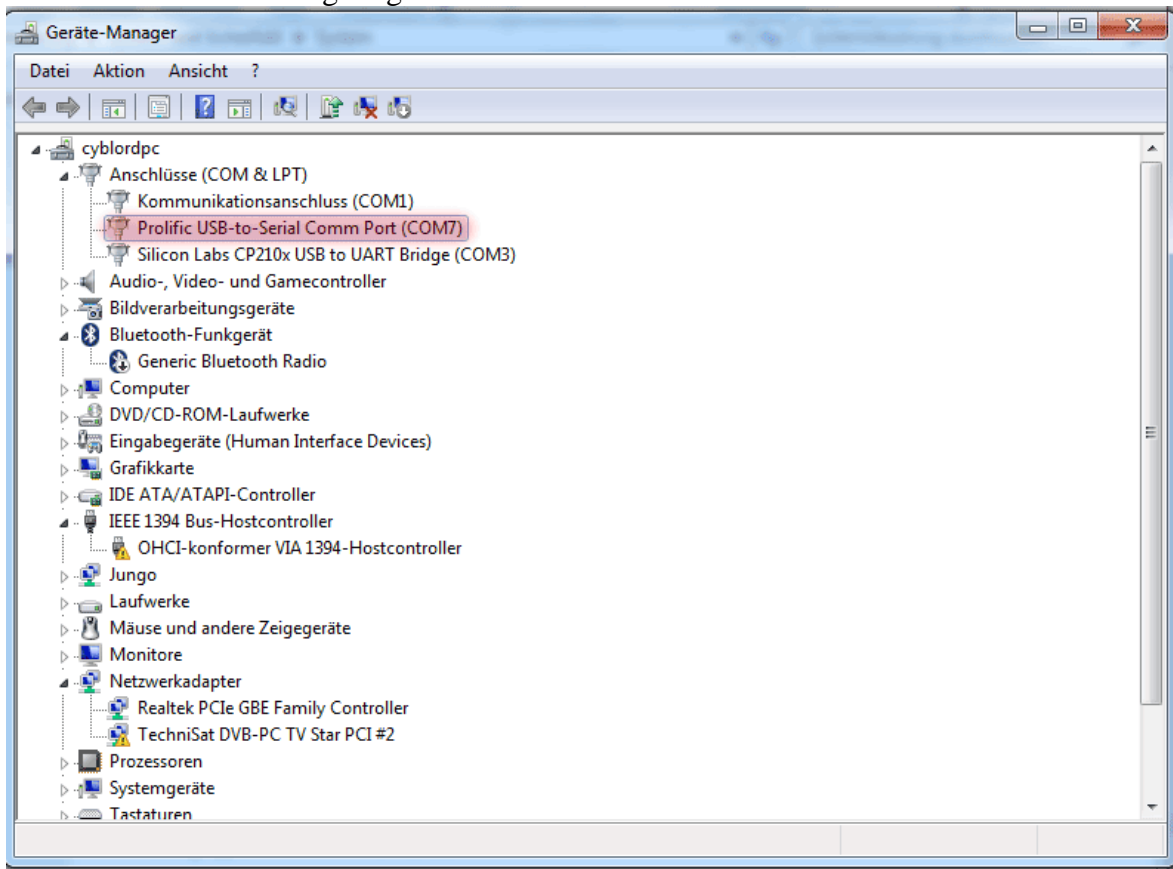 Geräte-Manager
Datei Aktion Ansicht ?
cyblordpc
Anschlüsse (COM & LPT)
Kommunikationsanschluss (COM1)
Prolific USB-to-Serial Comm Port (COM7)
Silicon Labs CP210x USB to UART Bridge (COM3)
Audio-, Video- und Gamecontroller
Bildverarbeitungsgeräte
Bluetooth-Funkgerät
Generic Bluetooth Radio
Computer
DVD/CD-ROM-Laufwerke
Eingabegeräte (Human Interface Devices)
Grafikkarte
IDE ATA/ATAPI-Controller
IEEE 1394 Bus-Hostcontroller
OHCI-konformer VIA 1394-Hostcontroller
Jungo
Laufwerke
Mäuse und andere Zeigegeräte
Monitore
Netzwerkadapter
Realtek PCIe GBE Family Controller
TechniSat DVB-PC TV Star PCI #2
Prozessoren
Systemgeräte
Tastaturen